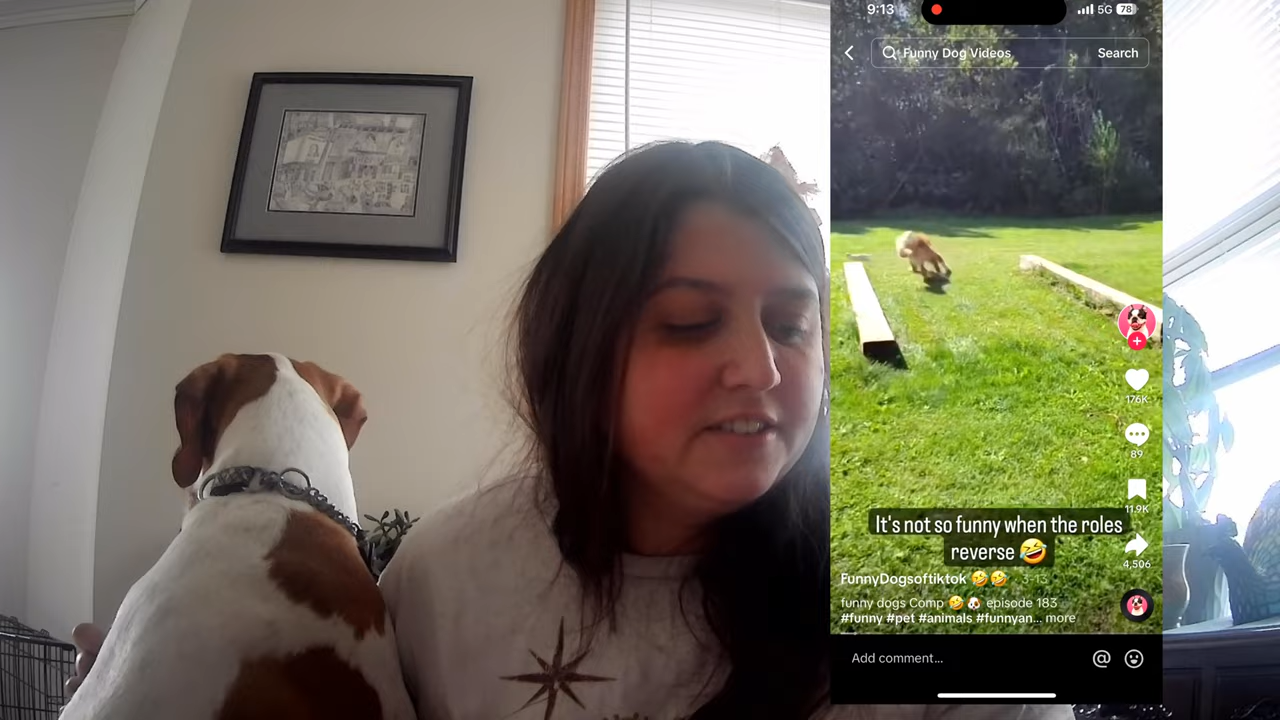 9:13
5G 78
Funny Dog Videos
Search
176K
89
11.9K
4,506
It's not so funny when the roles
reverse 🤣
FunnyDogsoftiktok 🤣🤣 · 3-13
funny dogs Comp 🤣🐶 episode 183
#funny #pet #animals #funnyan... more
Add comment...
@